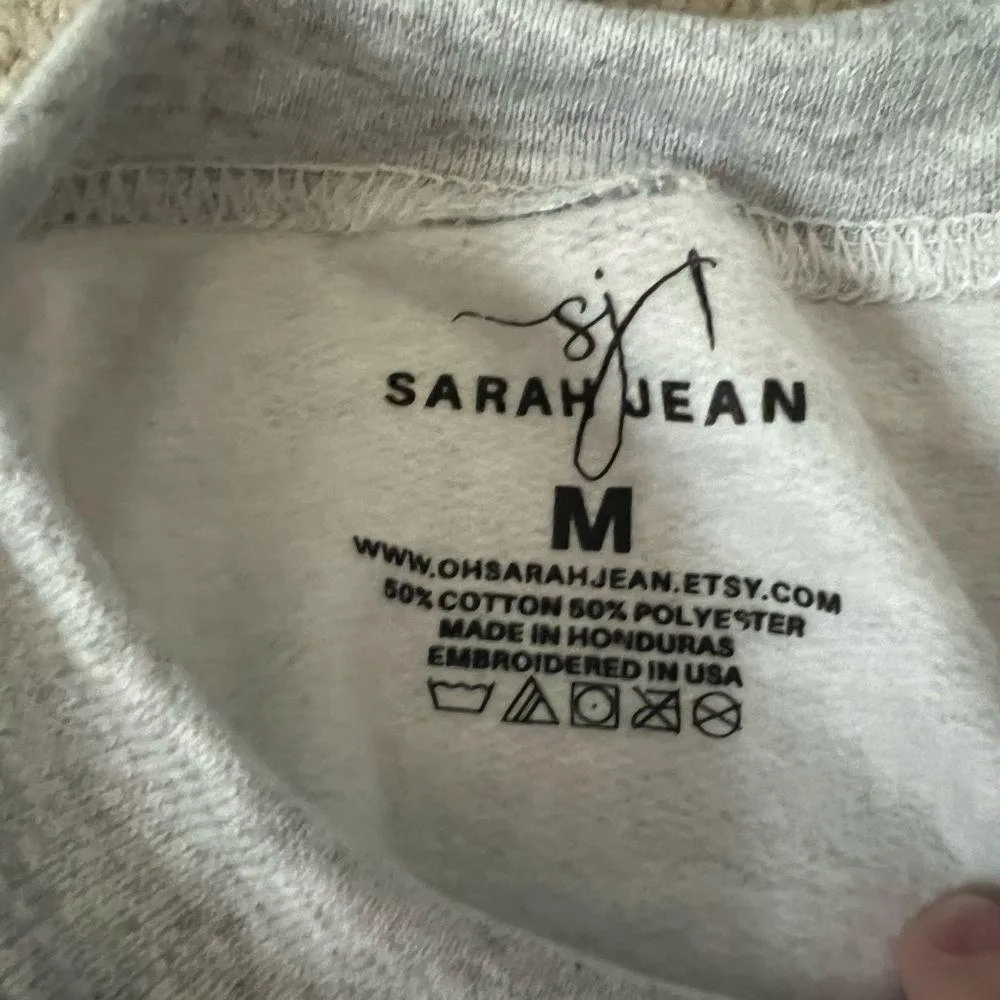 sj
SARAH JEAN
M
WWW.OHSARAHJEAN.ETSY.COM
50% COTTON 50% POLYESTER
MADE IN HONDURAS
EMBROIDERED IN USA